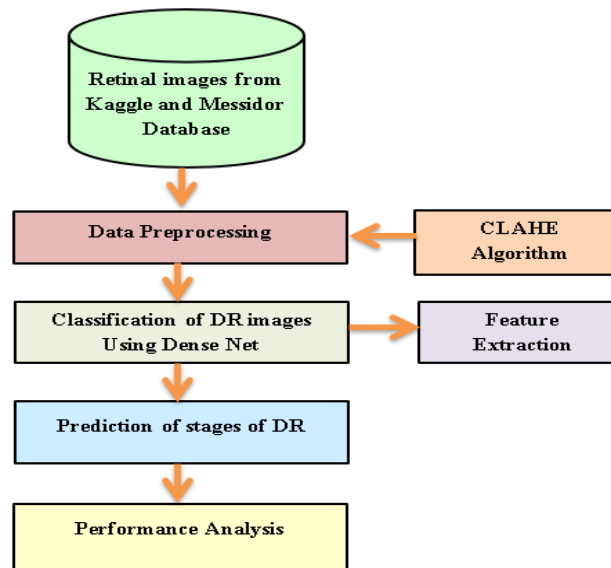 Retinal images from
Kaggle and Messidor
Database
Data Preprocessing
CLAHE
Algorithm
Classification of DR images
Using Dense Net
Feature
Extraction
Prediction of stages of DR
Performance Analysis